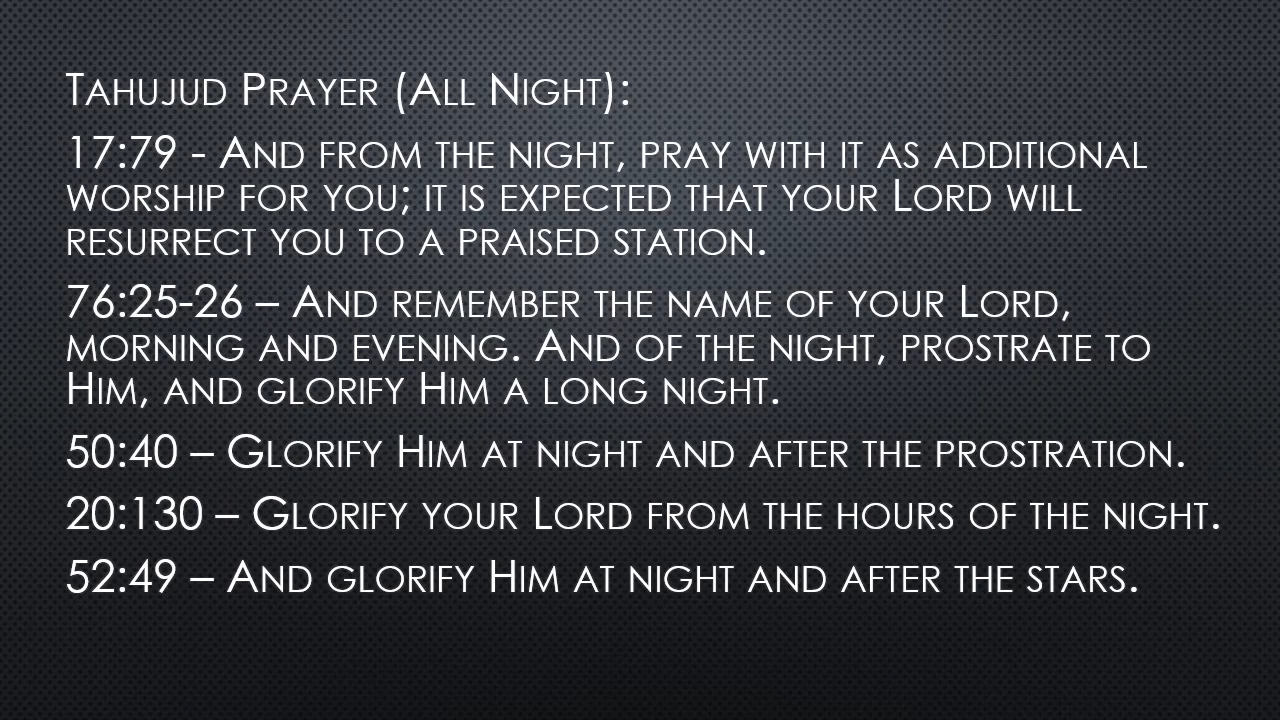 Tahujud Prayer (All Night):
17:79 - And from the night, pray with it as additional
worship for you; it is expected that your Lord will
resurrect you to a praised station.
76:25-26 – And remember the name of your Lord,
morning and evening. And of the night, prostrate to
Him, and glorify Him a long night.
50:40 – Glorify Him at night and after the prostration.
20:130 – Glorify your Lord from the hours of the night.
52:49 – And glorify Him at night and after the stars.